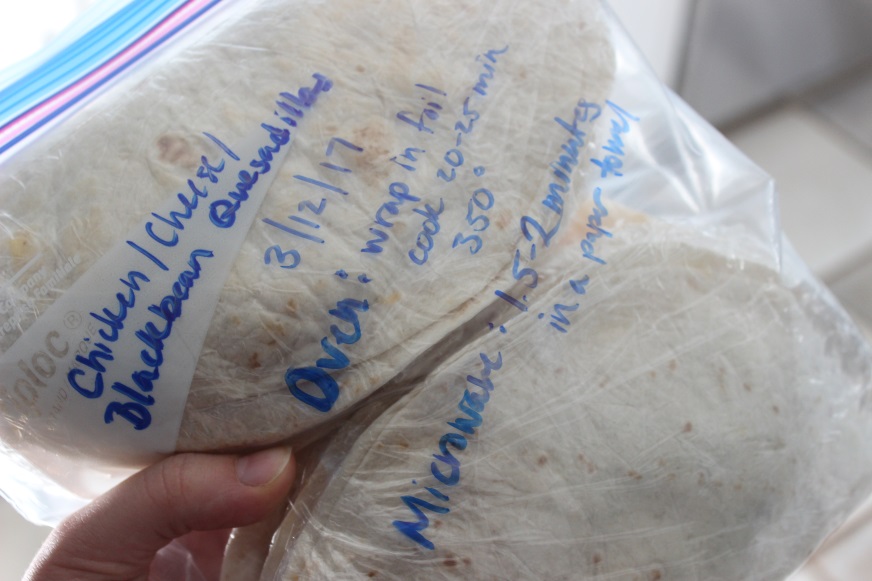 Chicken/Cheese/
Blackbean Quesadillas
3/12/17
Oven: wrap in foil
cook 20-25 min
350°
Microwave: 1.5-2 minutes
in a paper towel
oloc®